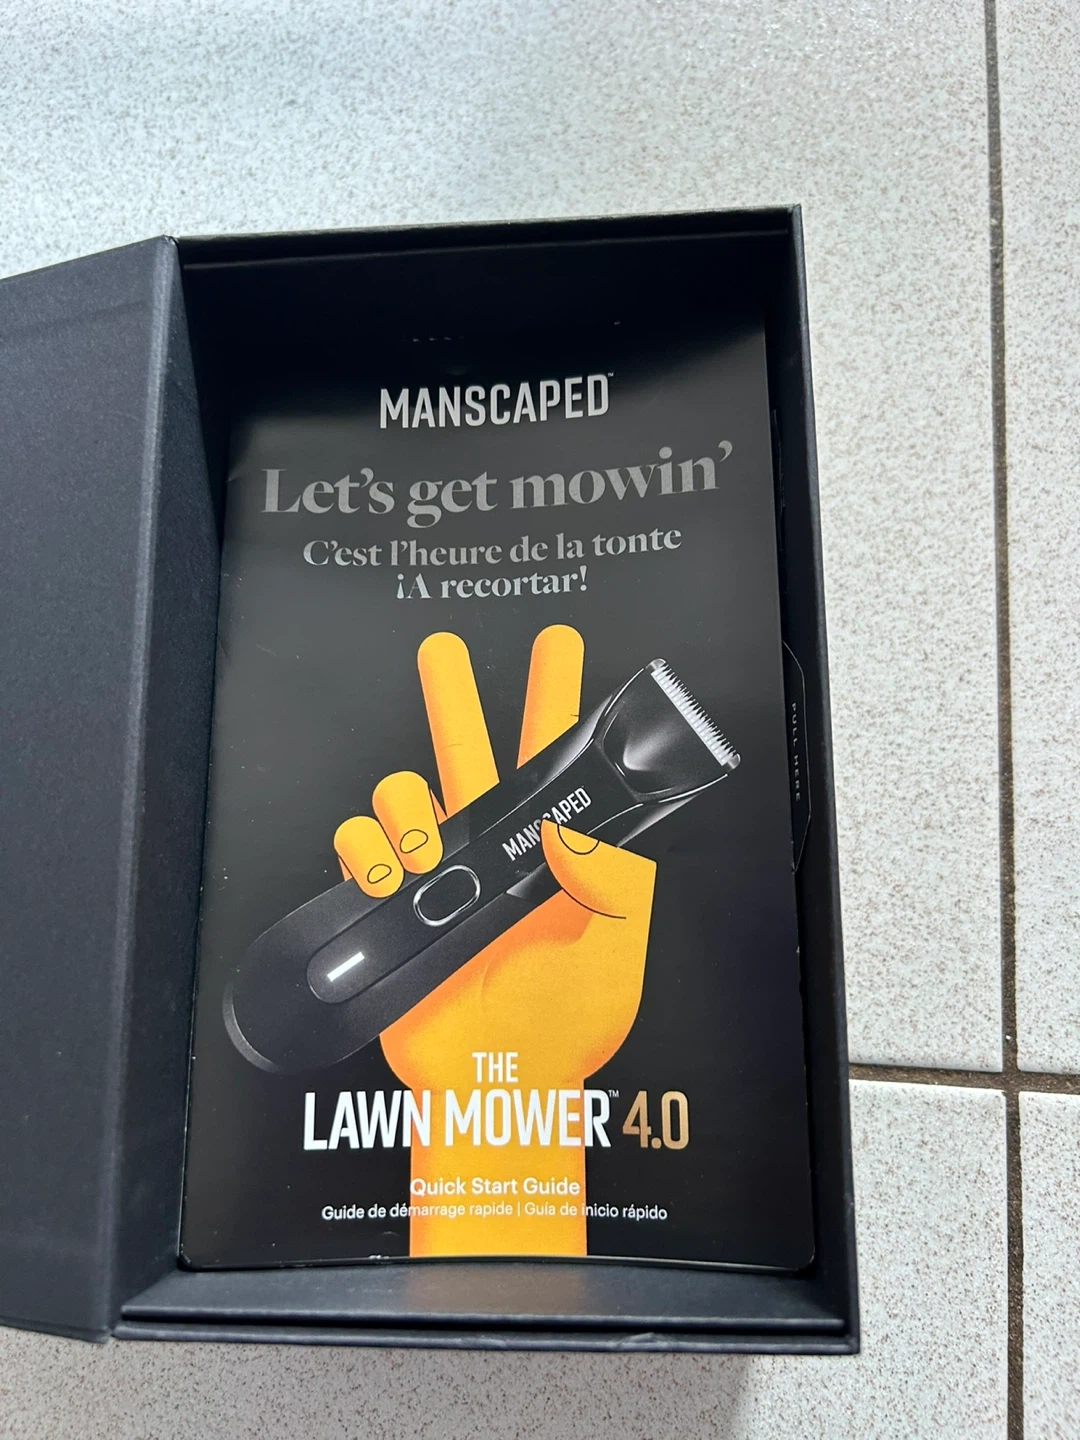 MANSCAPED™
Let's get mowin'
C'est l'heure de la tonte
¡A recortar!
PULL HERE
MANSCAPED
THE
LAWN MOWER™ 4.0
Quick Start Guide
Guide de démarrage rapide | Guía de inicio rápido